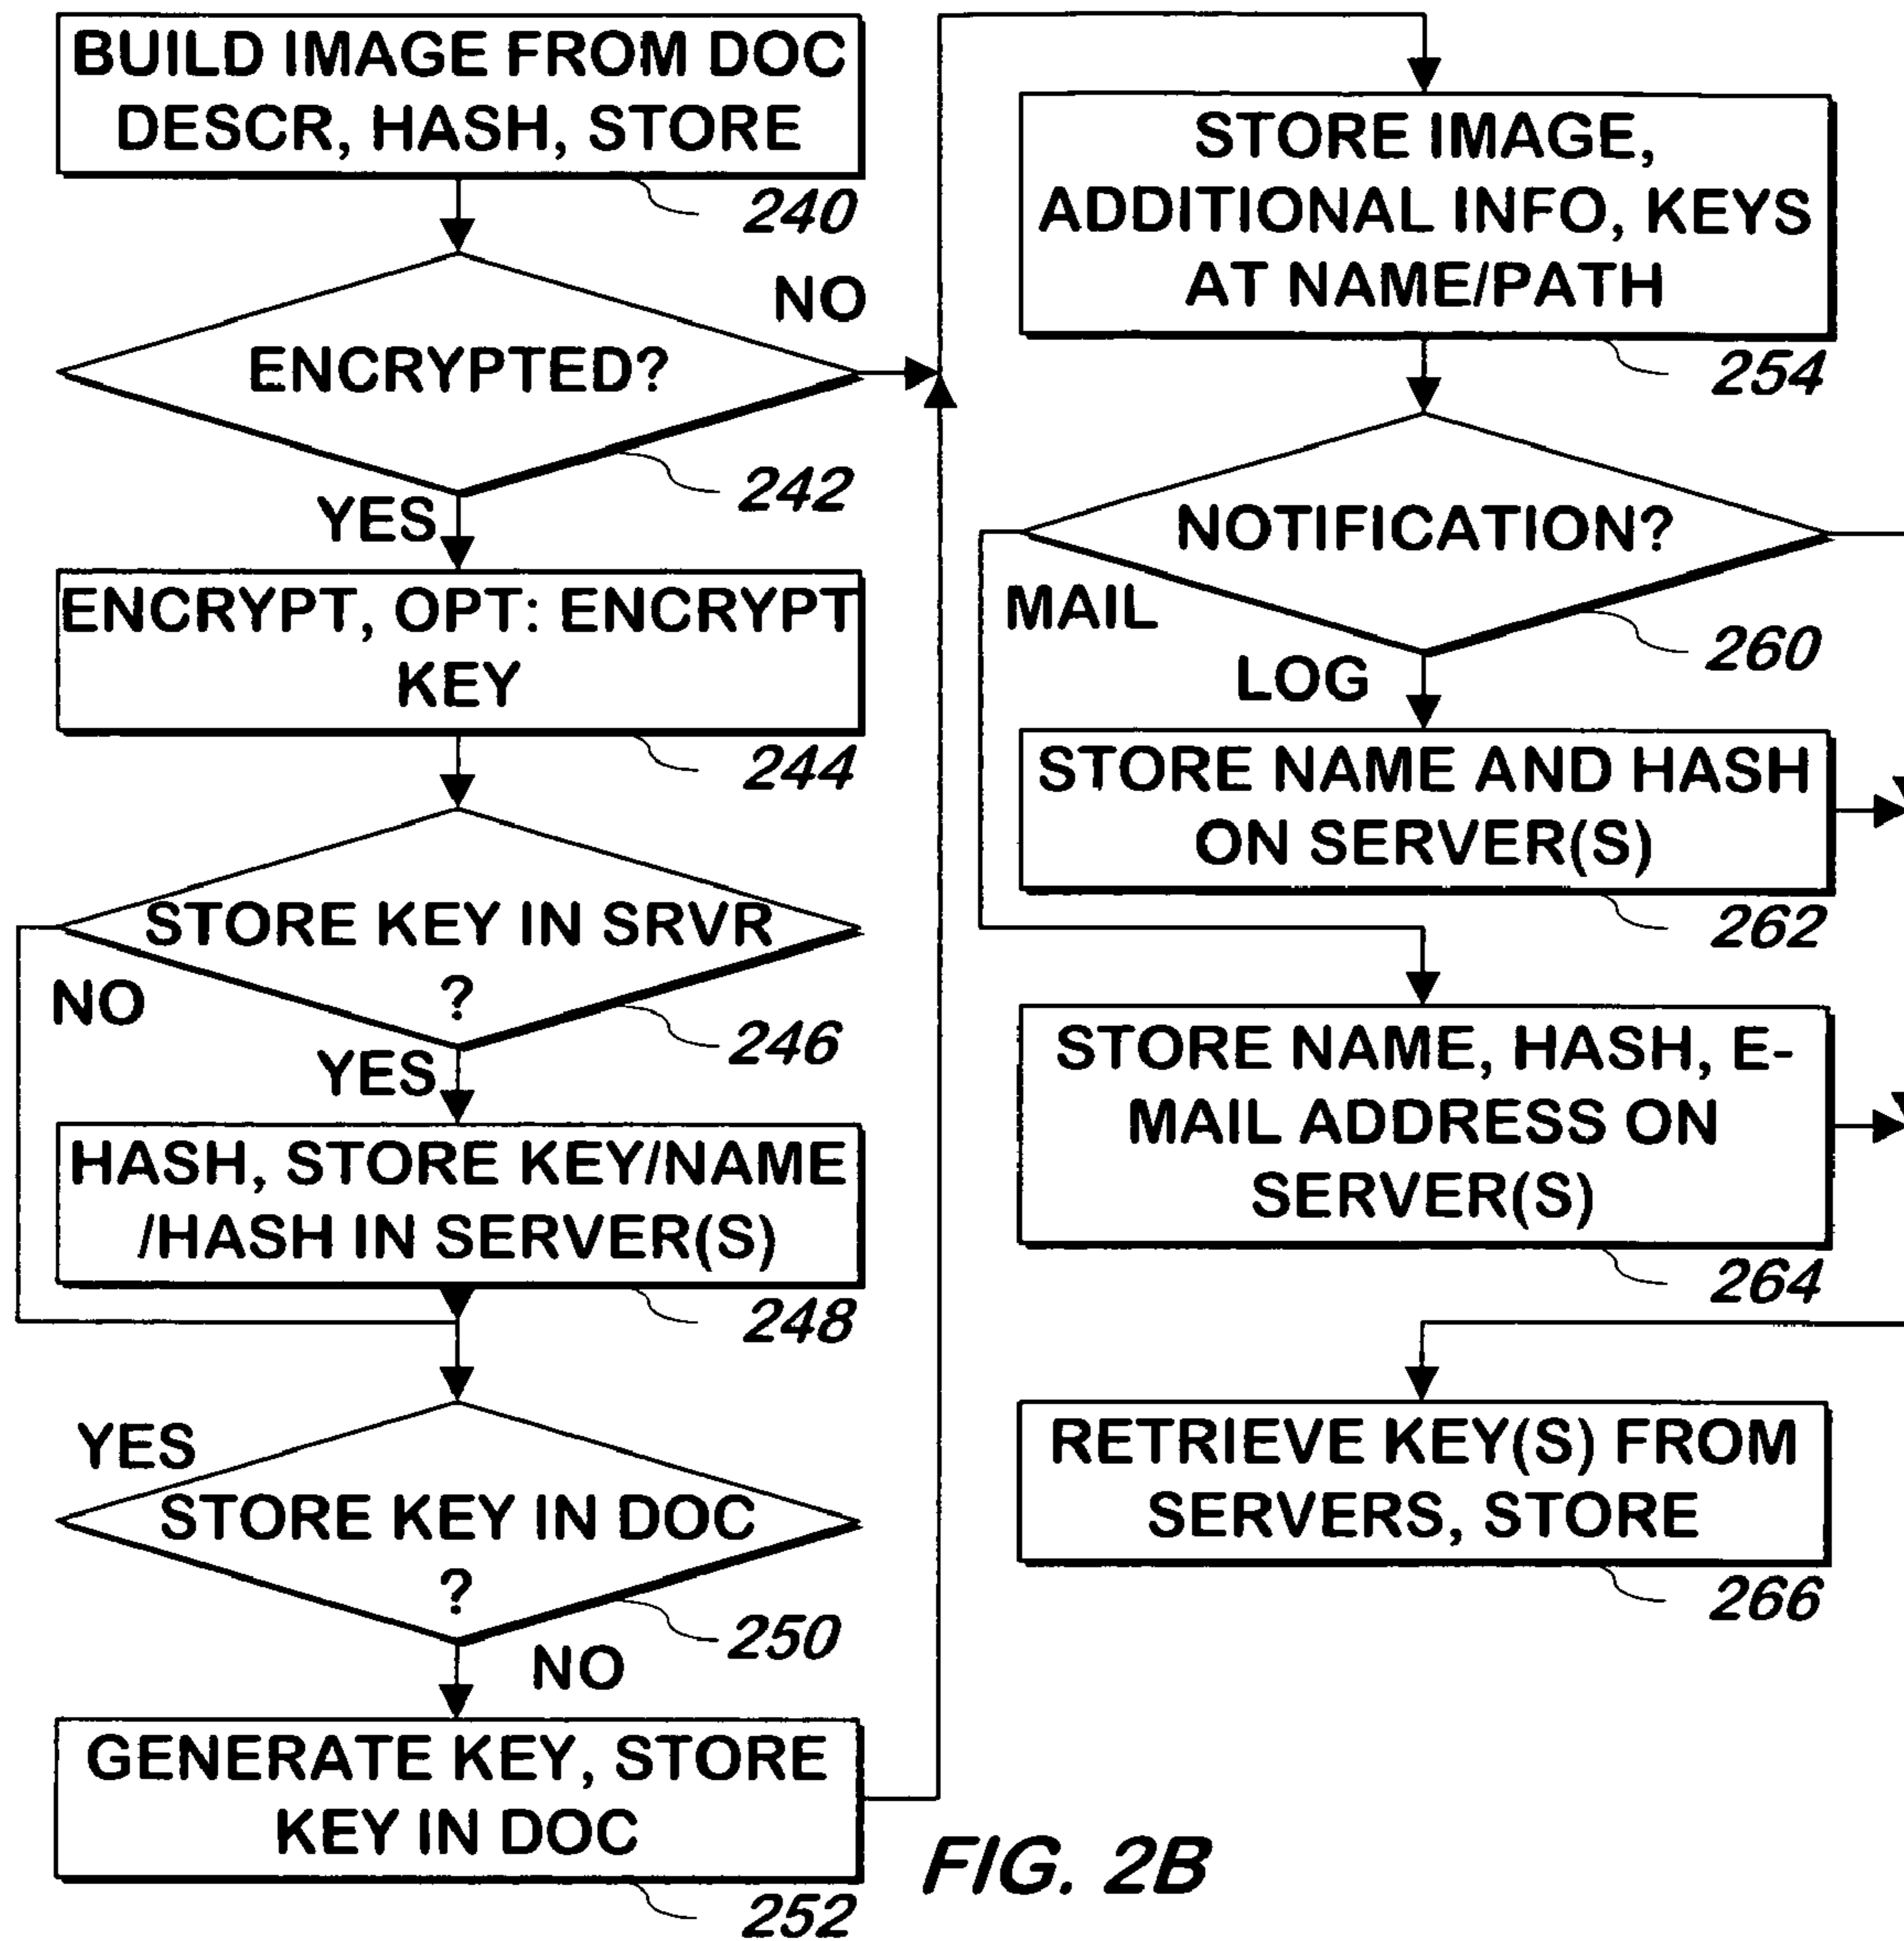 BUILD IMAGE FROM DOC
DESCR, HASH, STORE
240
NO
ENCRYPTED?
242
YES
ENCRYPT, OPT: ENCRYPT
KEY
244
STORE KEY IN SRVR
?
NO
246
YES
HASH, STORE KEY/NAME
/HASH IN SERVER(S)
248
YES
STORE KEY IN DOC
?
250
NO
GENERATE KEY, STORE
KEY IN DOC
252
STORE IMAGE,
ADDITIONAL INFO, KEYS
AT NAME/PATH
254
NOTIFICATION?
MAIL
260
LOG
STORE NAME AND HASH
ON SERVER(S)
262
STORE NAME, HASH, E-
MAIL ADDRESS ON
SERVER(S)
264
RETRIEVE KEY(S) FROM
SERVERS, STORE
266
FIG. 2B